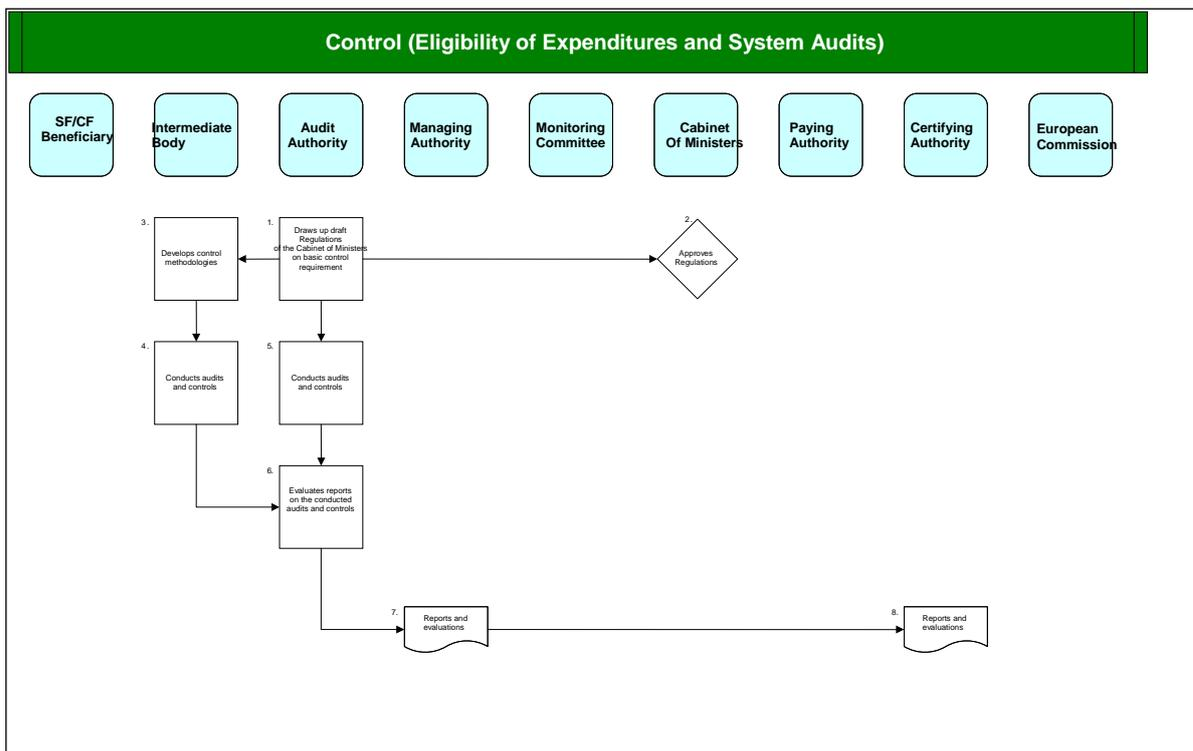 Control (Eligibility of Expenditures and System Audits)
SF/CF
Beneficiary
Intermediate
Body
Audit
Authority
Managing
Authority
Monitoring
Committee
Cabinet
Of Ministers
Paying
Authority
Certifying
Authority
European
Commission
3.
Develops control
methodologies
1.
Draws up draft
Regulations
of the Cabinet of Ministers
on basic control
requirement
2.
Approves
Regulations
4.
Conducts audits
and controls
5.
Conducts audits
and controls
6.
Evaluates reports
on the conducted
audits and controls
7.
Reports and
evaluations
8.
Reports and
evaluations